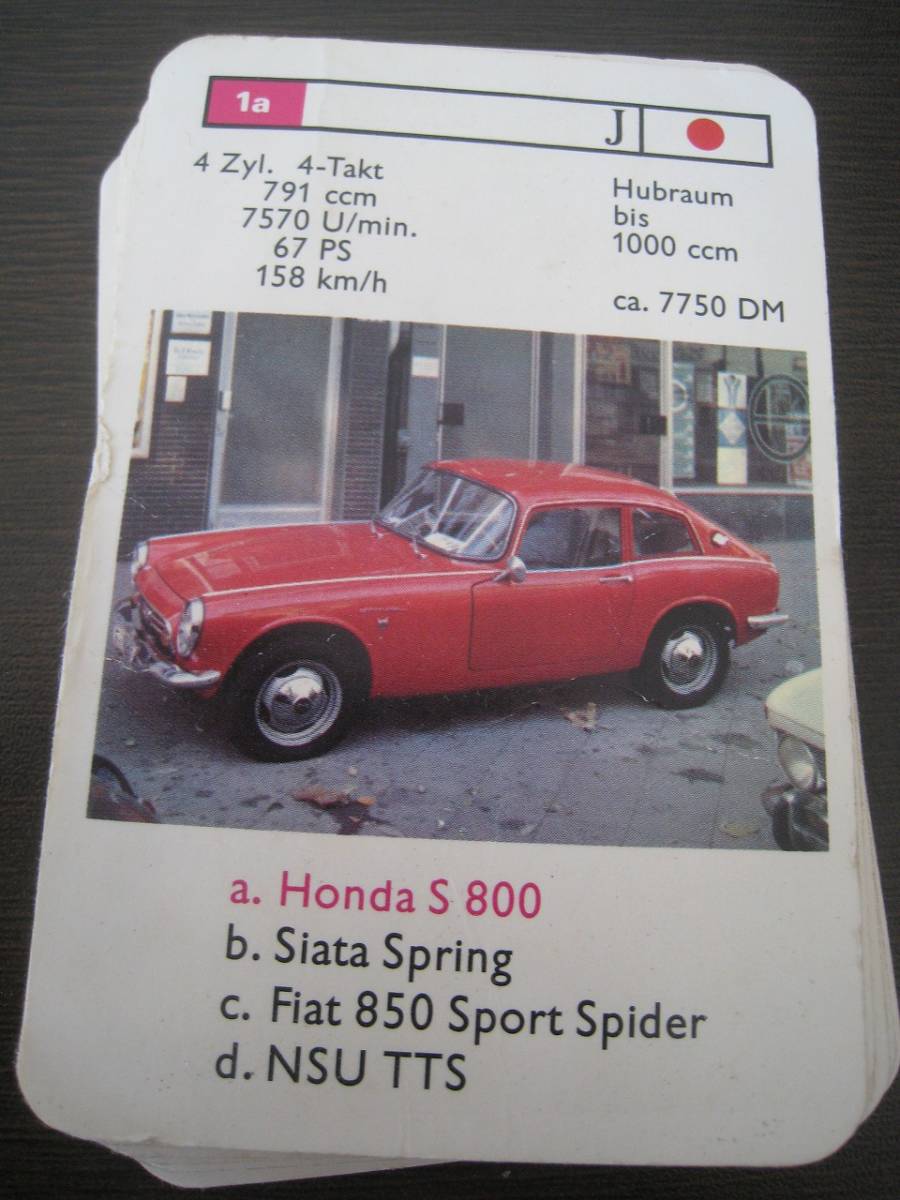 1a
J
4 Zyl. 4-Takt
791 ccm
7570 U/min.
67 PS
158 km/h
Hubraum
bis
1000 ccm
ca. 7750 DM
a. Honda S 800
b. Siata Spring
c. Fiat 850 Sport Spider
d. NSU TTS